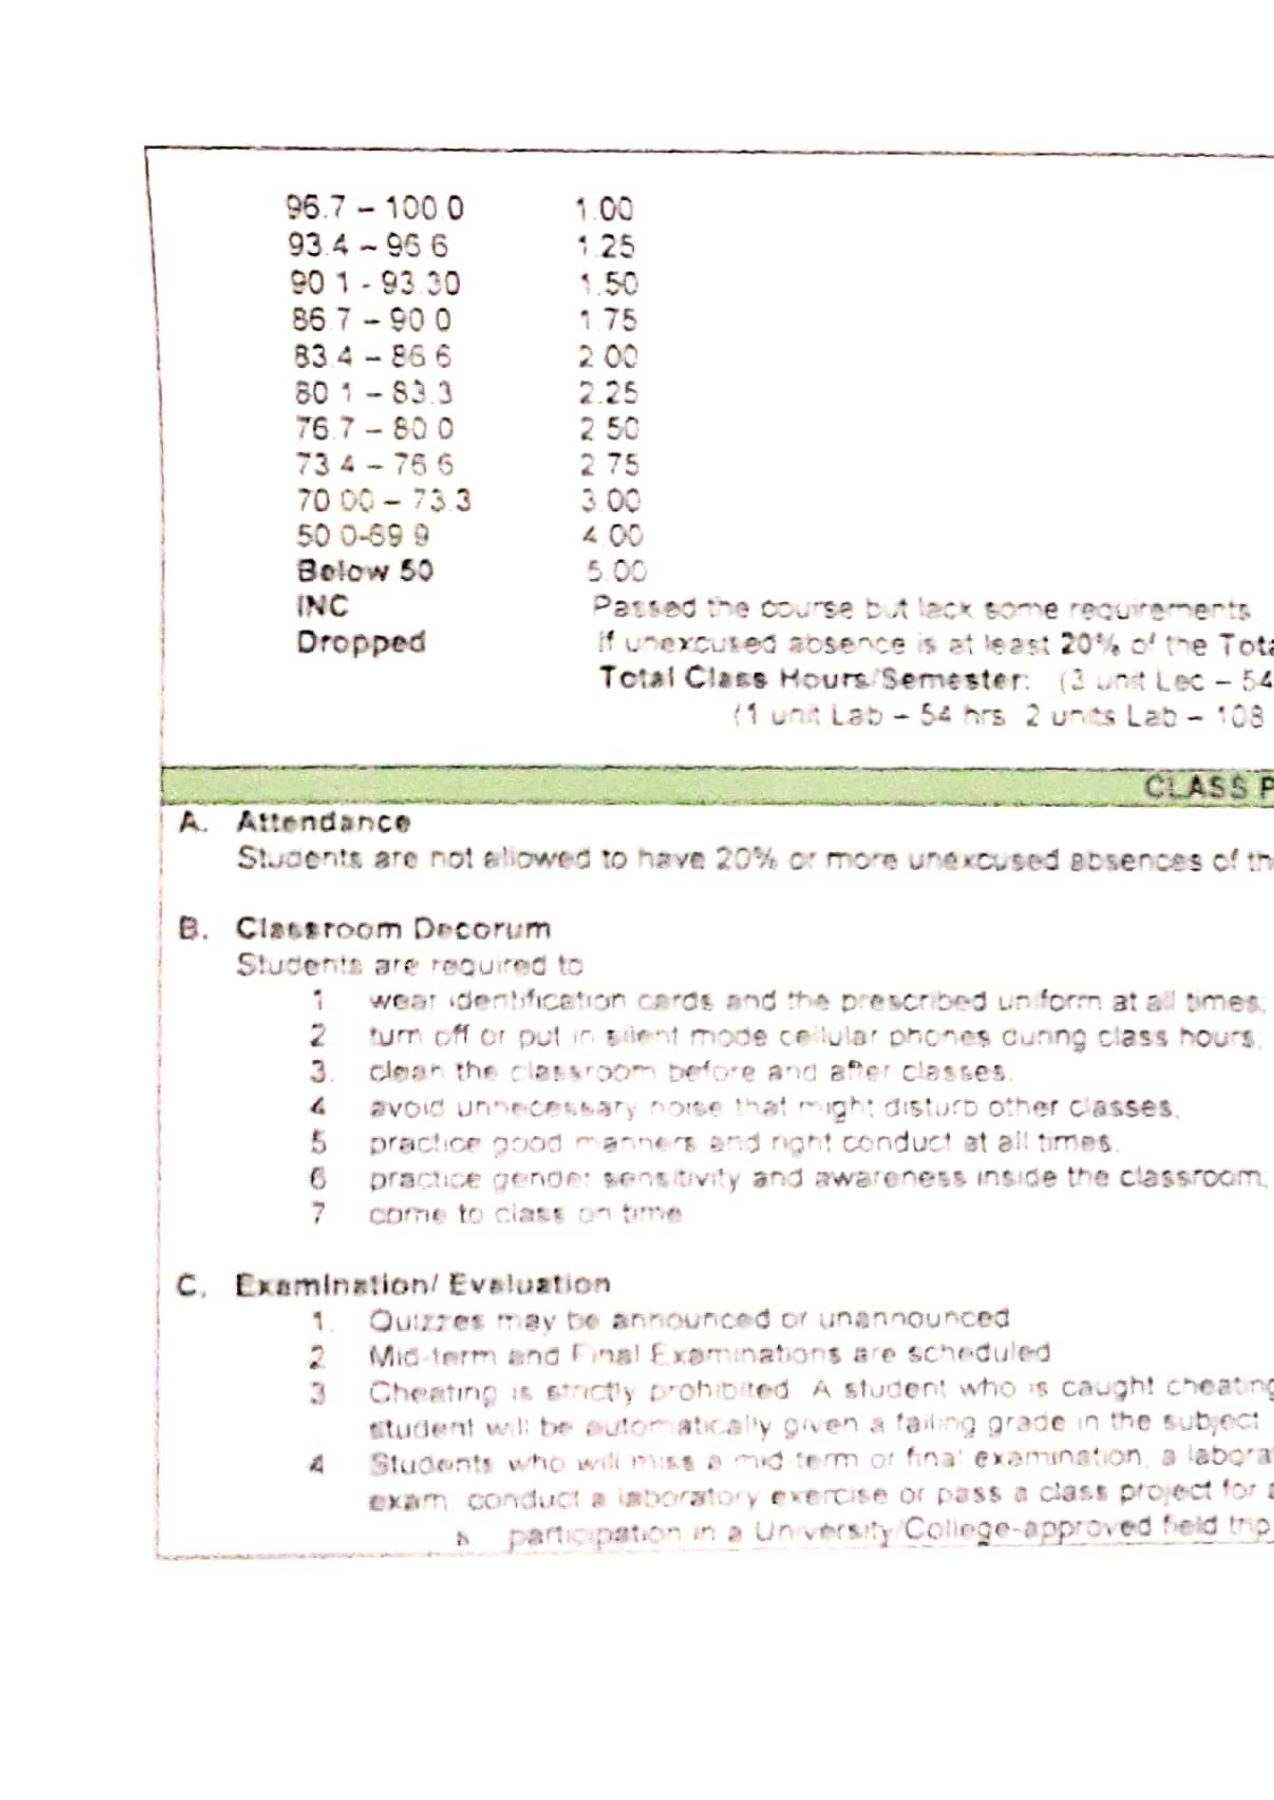 96.7 – 100.0 1.00
93.4 – 96.6 1.25
90.1 - 93.30 1.50
86.7 – 90.0 1.75
83.4 – 86.6 2.00
80.1 – 83.3 2.25
76.7 – 80.0 2.50
73.4 – 76.6 2.75
70.00 – 73.3 3.00
50.0-69.9 4.00
Below 50 5.00
INC Passed the course but lack some requirements.
Dropped If unexcused absence is at least 20% of the Tota
Total Class Hours/Semester: (3 unit Lec – 54
(1 unit Lab – 54 hrs 2 units Lab – 108
CLASS P
A. Attendance
Students are not allowed to have 20% or more unexcused absences of th
B. Classroom Decorum
Students are required to
1. wear identification cards and the prescribed uniform at all times;
2. turn off or put in silent mode cellular phones during class hours;
3. clean the classroom before and after classes;
4. avoid unnecessary noise that might disturb other classes;
5. practice good manners and right conduct at all times;
6. practice gender sensitivity and awareness inside the classroom;
7. come to class on time
C. Examination/ Evaluation
1. Quizzes may be announced or unannounced
2. Mid-term and Final Examinations are scheduled
3. Cheating is strictly prohibited. A student who is caught cheating
student will be automatically given a failing grade in the subject
4. Students who will miss a mid-term or final examination, a labora
exam, conduct a laboratory exercise or pass a class project for a
a. participation in a University/College-approved field trip